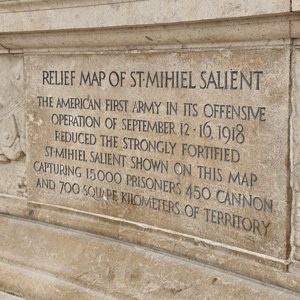 RELIEF MAP OF ST·MIHIEL SALIENT
THE AMERICAN FIRST ARMY IN ITS OFFENSIVE
OPERATION OF SEPTEMBER 12-16, 1918
REDUCED THE STRONGLY FORTIFIED
ST·MIHIEL SALIENT SHOWN ON THIS MAP
CAPTURING 15000 PRISONERS 450 CANNON
AND 700 SQUARE KILOMETERS OF TERRITORY